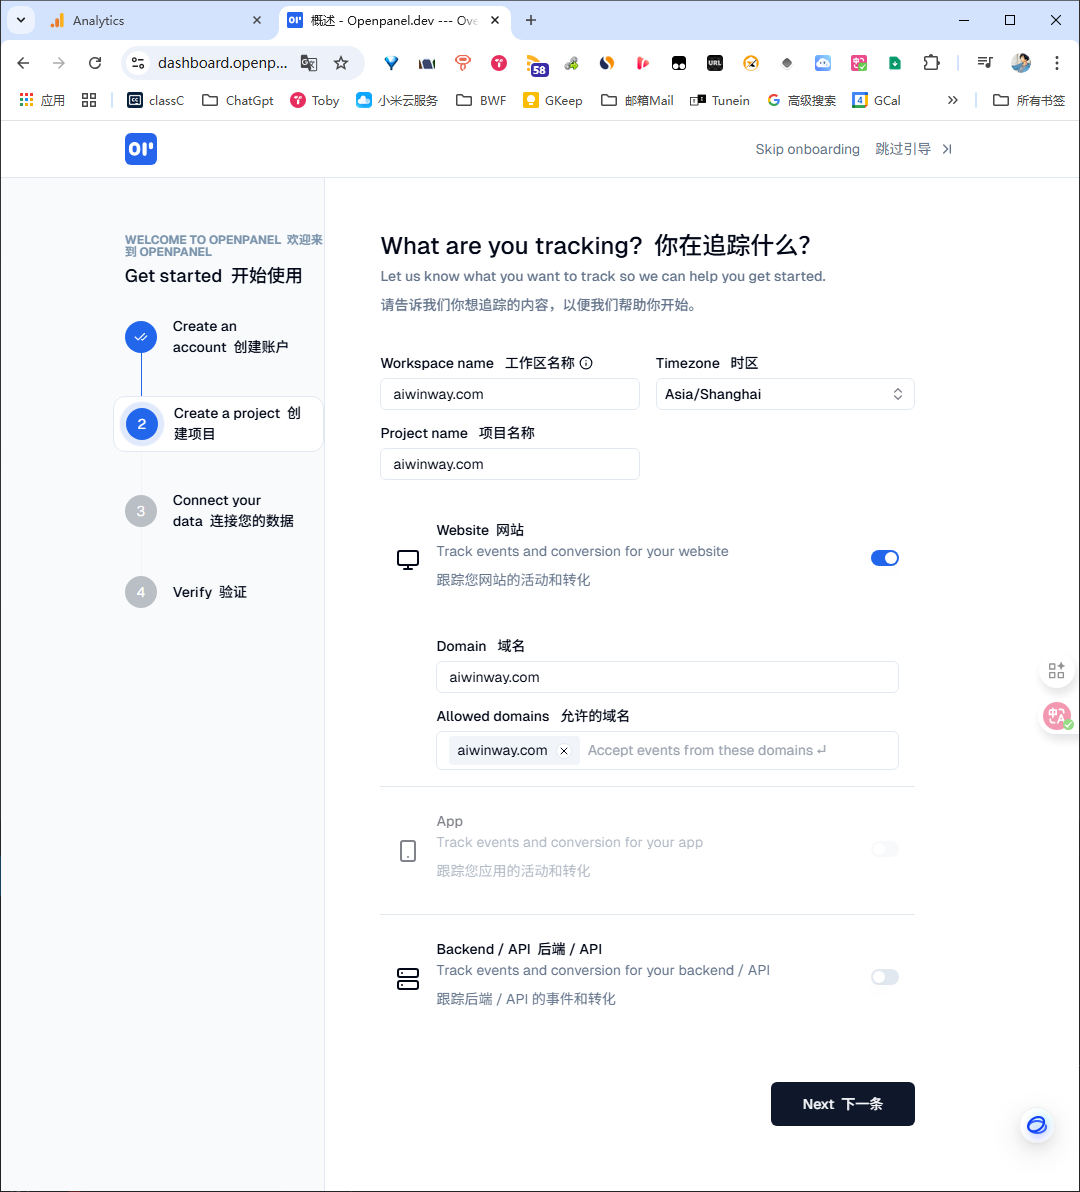 Analytics
概述 - Openpanel.dev --- Ove
dashboard.openp...
58
URL
应用
classC
ChatGpt
Toby
小米云服务
BWF
GKeep
邮箱Mail
Tunein
高级搜索
GCal
所有书签
Skip onboarding 跳过引导
WELCOME TO OPENPANEL 欢迎来
到 OPENPANEL
Get started 开始使用
Create an
account 创建账户
2
Create a project 创
建项目
3
Connect your
data 连接您的数据
4
Verify 验证
What are you tracking? 你在追踪什么？
Let us know what you want to track so we can help you get started.
请告诉我们你想追踪的内容，以便我们帮助你开始。
Workspace name 工作区名称
Timezone 时区
aiwinway.com
Asia/Shanghai
Project name 项目名称
aiwinway.com
Website 网站
Track events and conversion for your website
跟踪您网站的活动和转化
Domain 域名
aiwinway.com
Allowed domains 允许的域名
aiwinway.com
Accept events from these domains ↵
App
Track events and conversion for your app
跟踪您应用的活动和转化
Backend / API 后端 / API
Track events and conversion for your backend / API
跟踪后端 / API 的事件和转化
Next 下一条